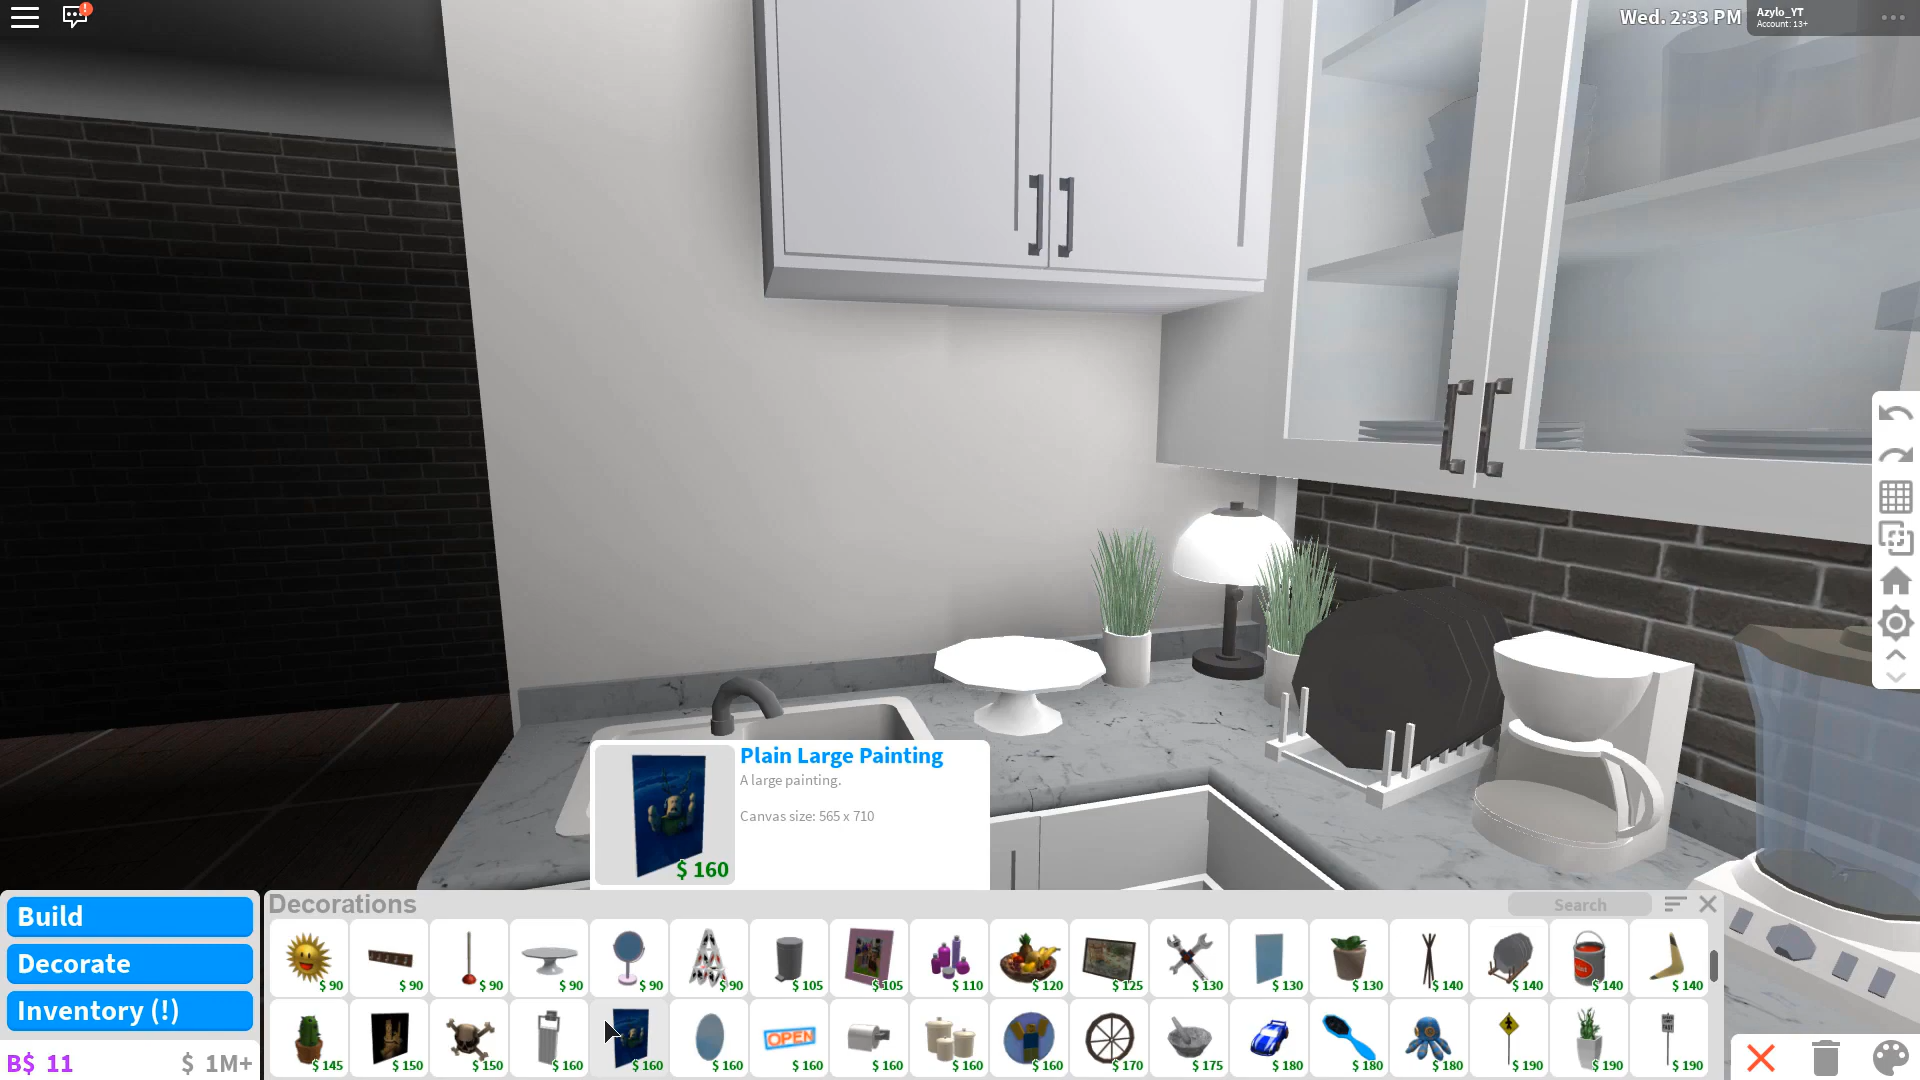 Wed. 2:33 PM
Azylo_YT
Account: 13+
Plain Large Painting
A large painting.
Canvas size: 565 x 710
$ 160
Build
Decorate
Inventory (!)
B$ 11
$ 1M+
Decorations
Search
$ 90
$ 90
$ 90
$ 90
$ 90
$ 90
$ 105
$ 105
$ 110
$ 120
$ 125
$ 130
$ 130
$ 130
$ 140
$ 140
$ 140
$ 140
$ 145
$ 150
$ 150
$ 160
$ 160
$ 160
OPEN
$ 160
$ 160
$ 160
$ 160
$ 170
$ 175
$ 180
$ 180
$ 180
$ 190
$ 190
$ 190